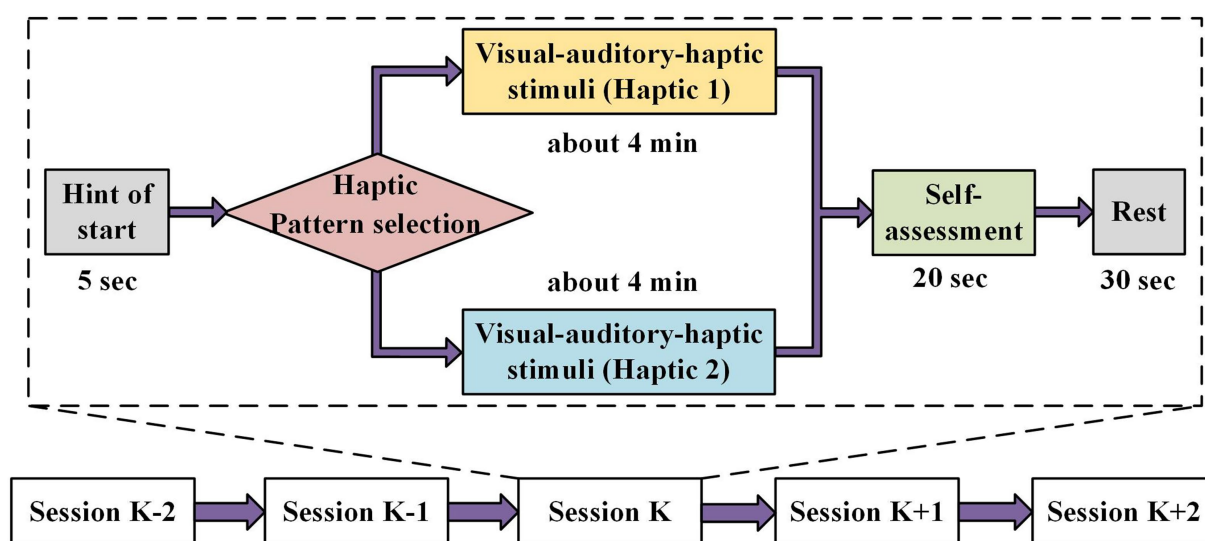 Visual-auditory-haptic
stimuli (Haptic 1)
about 4 min
Hint of
start
5 sec
Haptic
Pattern selection
Self-
assessment
20 sec
Rest
30 sec
about 4 min
Visual-auditory-haptic
stimuli (Haptic 2)
Session K-2
Session K-1
Session K
Session K+1
Session K+2